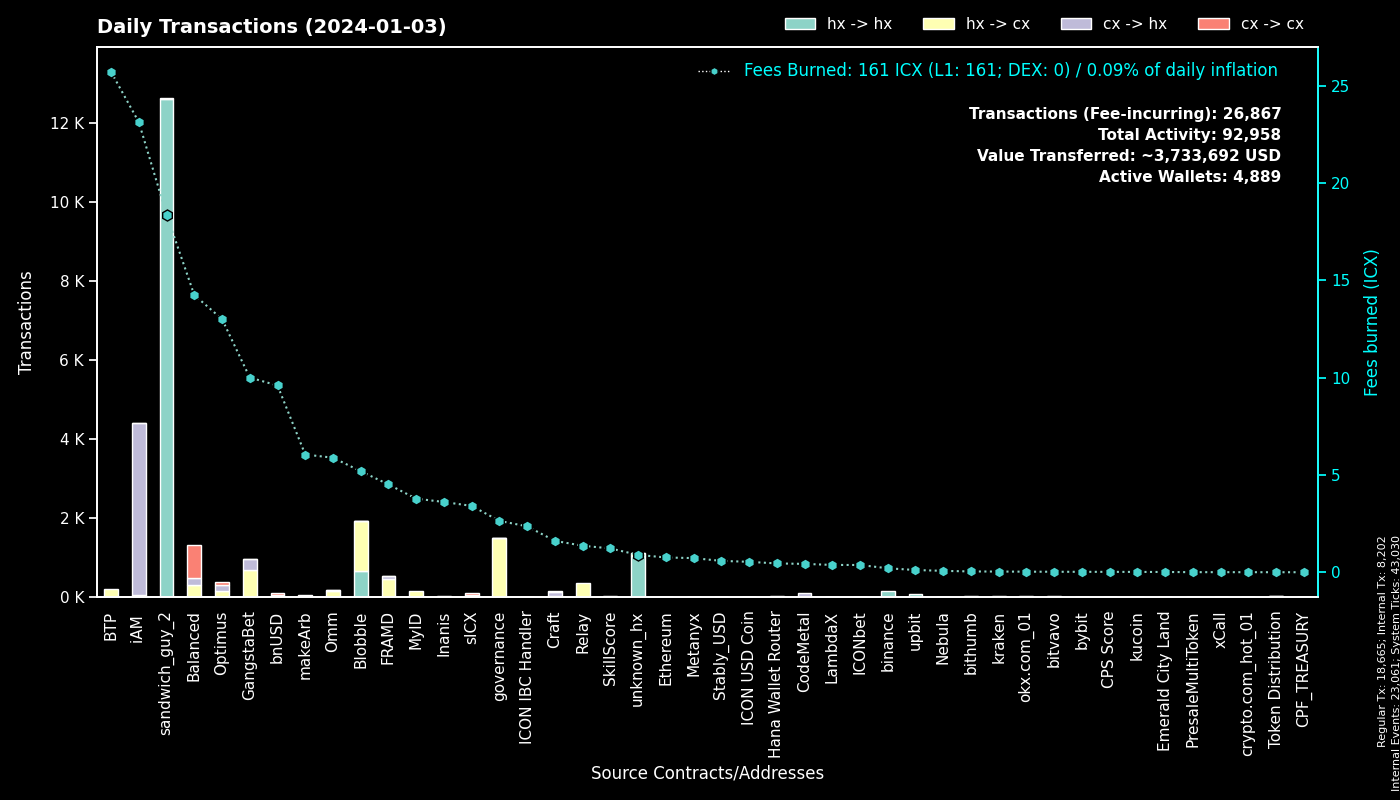 Daily Transactions (2024-01-03)
hx -> hx
hx -> cx
cx -> hx
cx -> cx
Fees Burned: 161 ICX (L1: 161; DEX: 0) / 0.09% of daily inflation
Transactions (Fee-incurring): 26,867
Total Activity: 92,958
Value Transferred: ~3,733,692 USD
Active Wallets: 4,889
Transactions
12 K
10 K
8 K
6 K
4 K
2 K
0 K
25
20
15
10
5
0
Fees burned (ICX)
BTP
iAM
sandwich_guy_2
Balanced
Optimus
GangstaBet
bnUSD
makeArb
Omm
Blobble
FRAMD
MyID
Inanis
sICX
governance
ICON IBC Handler
Craft
Relay
SkillScore
unknown_hx
Ethereum
Metanyx
Stably_USD
ICON USD Coin
Hana Wallet Router
CodeMetal
LambdaX
ICONbet
binance
upbit
Nebula
bithumb
kraken
okx.com_01
bitvavo
bybit
CPS Score
kucoin
Emerald City Land
PresaleMultiToken
xCall
crypto.com_hot_01
Token Distribution
CPF_TREASURY
Source Contracts/Addresses
Regular Tx: 18,665; Internal Tx: 8,202
Internal Events: 23,061; System Ticks: 43,030